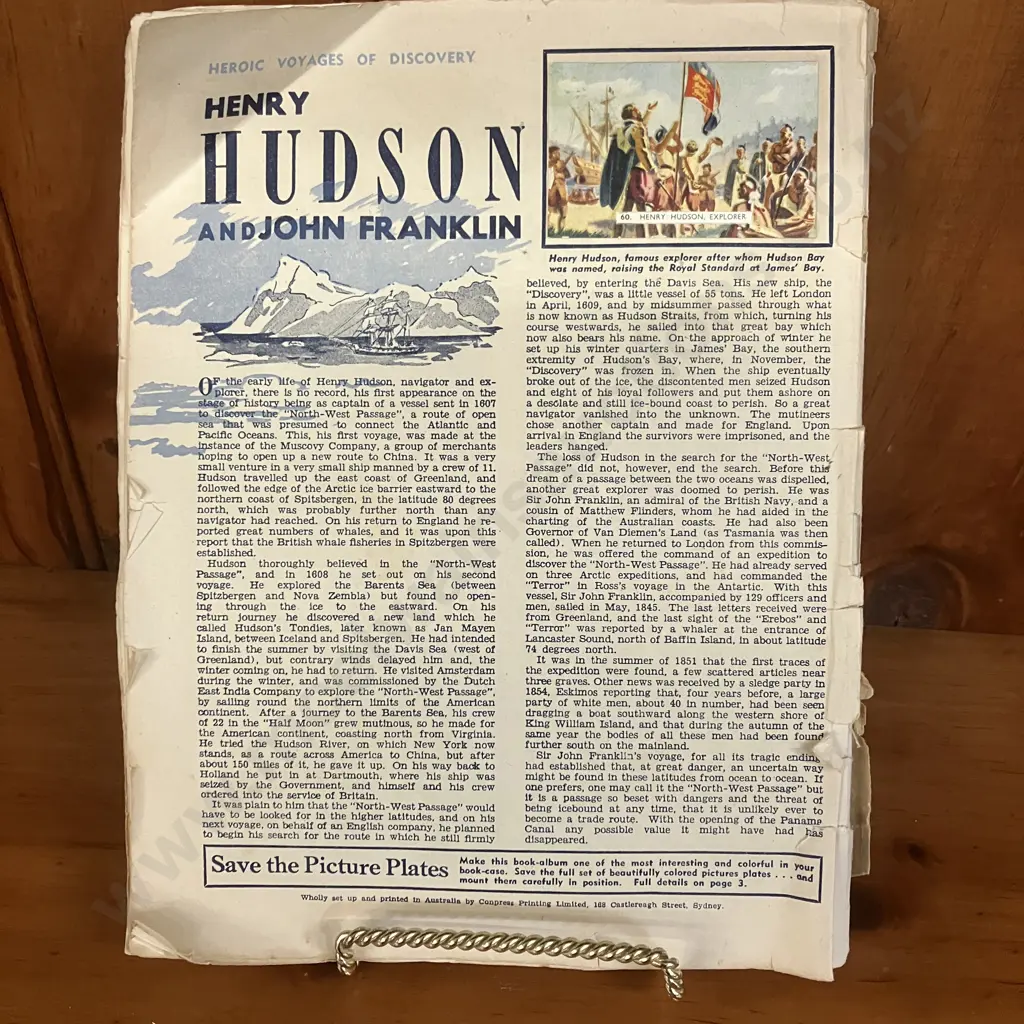 HEROIC VOYAGES OF DISCOVERY
HENRY
HUDSON
AND JOHN FRANKLIN
60. HENRY HUDSON, EXPLORER
Henry Hudson, famous explorer after whom Hudson Bay
was named, raising the Royal Standard at James' Bay.
OF the early life of Henry Hudson, navigator and ex-
plorer, there is no record, his first appearance on the
stage of history being as captain of a vessel sent in 1607
to discover the "North-West Passage", a route of open
sea that was presumed to connect the Atlantic and
Pacific Oceans. This, his first voyage, was made at the
instance of the Muscovy Company, a group of merchants
hoping to open up a new route to China. It was a very
small venture in a very small ship manned by a crew of 11.
Hudson travelled up the east coast of Greenland, and
followed the edge of the Arctic ice barrier eastward to the
northern coast of Spitsbergen, in the latitude 80 degrees
north, which was probably further north than any
navigator had reached. On his return to England he re-
ported great numbers of whales, and it was upon this
report that the British whale fisheries in Spitzbergen were
established.
Hudson thoroughly believed in the "North-West
Passage", and in 1608 he set out on his second
voyage. He explored the Barents Sea (between
Spitzbergen and Nova Zembla) but found no open-
ing through the ice to the eastward. On his
return journey he discovered a new land which he
called Hudson's Tondies, later known as Jan Mayen
Island, between Iceland and Spitsbergen. He had intended
to finish the summer by visiting the Davis Sea (west of
Greenland), but contrary winds delayed him and, the
winter coming on, he had to return. He visited Amsterdam
during the winter, and was commissioned by the Dutch
East India Company to explore the "North-West Passage",
by sailing round the northern limits of the American
continent. After a journey to the Barents Sea, his crew
of 22 in the "Half Moon" grew mutinous, so he made for
the American continent, coasting north from Virginia.
He tried the Hudson River, on which New York now
stands, as a route across America to China, but after
about 150 miles of it, he gave it up. On his way back to
Holland he put in at Dartmouth, where his ship was
seized by the Government, and himself and his crew
ordered into the service of Britain.
It was plain to him that the "North-West Passage" would
have to be looked for in the higher latitudes, and on his
next voyage, on behalf of an English company, he planned
to begin his search for the route in which he still firmly
believed, by entering the Davis Sea. His new ship, the
"Discovery", was a little vessel of 55 tons. He left London
in April, 1609, and by midsummer passed through what
is now known as Hudson Straits, from which, turning his
course westwards, he sailed into that great bay which
now also bears his name. On the approach of winter he
set up his winter quarters in James' Bay, the southern
extremity of Hudson's Bay, where, in November, the
"Discovery" was frozen in. When the ship eventually
broke out of the ice, the discontented men seized Hudson
and eight of his loyal followers and put them ashore on
a desolate and still ice-bound coast to perish. So a great
navigator vanished into the unknown. The mutineers
chose another captain and made for England. Upon
arrival in England the survivors were imprisoned, and the
leaders hanged.
The loss of Hudson in the search for the "North-West
Passage" did not, however, end the search. Before this
dream of a passage between the two oceans was dispelled,
another great explorer was doomed to perish. He was
Sir John Franklin, an admiral of the British Navy, and a
cousin of Matthew Flinders, whom he had aided in the
charting of the Australian coasts. He had also been
Governor of Van Diemen's Land (as Tasmania was then
called). When he returned to London from this commis-
sion, he was offered the command of an expedition to
discover the "North-West Passage". He had already served
on three Arctic expeditions, and had commanded the
"Terror" in Ross's voyage in the Antartic. With this
vessel, Sir John Franklin, accompanied by 129 officers and
men, sailed in May, 1845. The last letters received were
from Greenland, and the last sight of the "Erebos" and
"Terror" was reported by a whaler at the entrance of
Lancaster Sound, north of Baffin Island, in about latitude
74 degrees north.
It was in the summer of 1851 that the first traces of
the expedition were found, a few scattered articles near
three graves. Other news was received by a sledge party in
1854, Eskimos reporting that, four years before, a large
party of white men, about 40 in number, had been seen
dragging a boat southward along the western shore of
King William Island, and that during the autumn of the
same year the bodies of all these men had been found
further south on the mainland.
Sir John Franklin's voyage, for all its tragic ending
had established that, at great danger, an uncertain way
might be found in these latitudes from ocean to ocean. If
one prefers, one may call it the "North-West Passage" but
it is a passage so beset with dangers and the threat of
being icebound at any time, that it is unlikely ever to
become a trade route. With the opening of the Panama
Canal any possible value it might have had has
disappeared.
Save the Picture Plates
Make this book-album one of the most interesting and colorful in your
book-case. Save the full set of beautifully colored pictures plates . . . and
mount them carefully in position. Full details on page 3.
Wholly set up and printed in Australia by Conpress Printing Limited, 168 Castlereagh Street, Sydney.